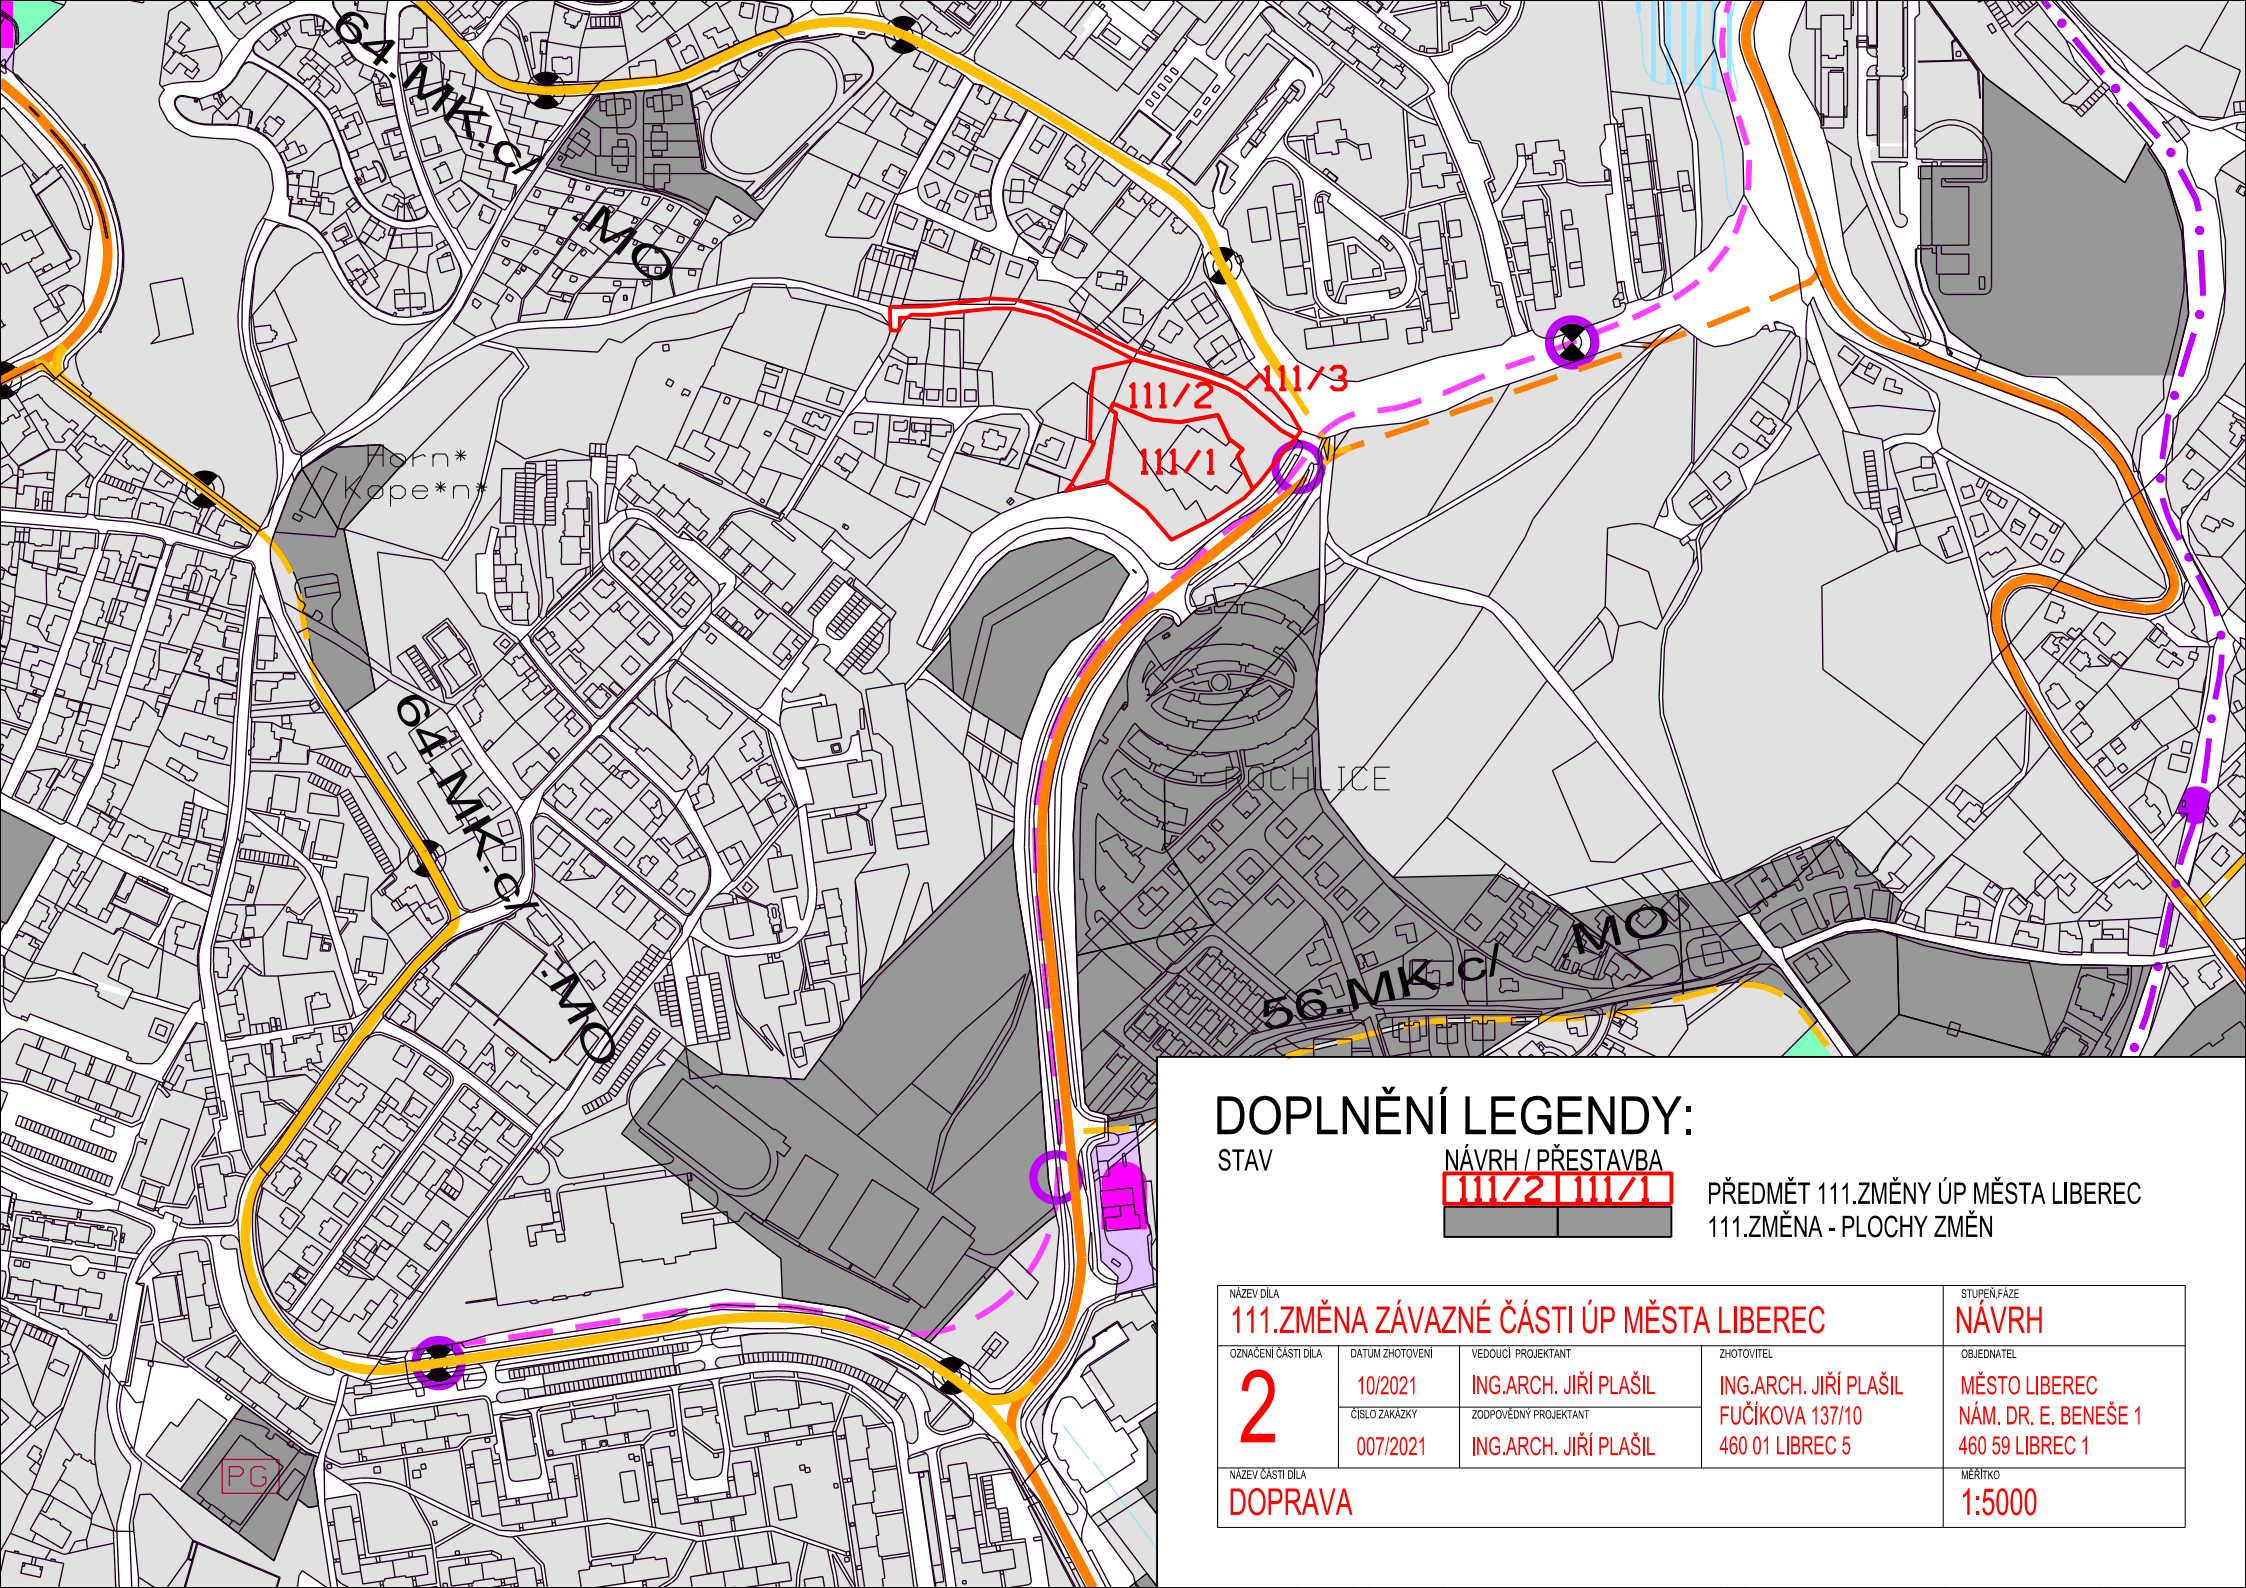 64.MK.c/
.MO
111/3
111/2
111/1
Horn*
Kope*n*
64.MK.c/
.MO
ROCHLICE
56.MK.c/
.MO
PG
DOPLNĚNÍ LEGENDY:
STAV
NÁVRH / PŘESTAVBA
111/2 111/1
PŘEDMĚT 111.ZMĚNY ÚP MĚSTA LIBEREC
111.ZMĚNA - PLOCHY ZMĚN
NÁZEV DÍLA
111.ZMĚNA ZÁVAZNÉ ČÁSTI ÚP MĚSTA LIBEREC
STUPEŇ,FÁZE
NÁVRH
OZNAČENÍ ČÁSTI DÍLA
2
DATUM ZHOTOVENÍ
10/2021
ČÍSLO ZAKÁZKY
007/2021
VEDOUCÍ PROJEKTANT
ING.ARCH. JIŘÍ PLAŠIL
ZODPOVĚDNÝ PROJEKTANT
ING.ARCH. JIŘÍ PLAŠIL
ZHOTOVITEL
ING.ARCH. JIŘÍ PLAŠIL
FUČÍKOVA 137/10
460 01 LIBREC 5
OBJEDNATEL
MĚSTO LIBEREC
NÁM. DR. E. BENEŠE 1
460 59 LIBREC 1
NÁZEV ČÁSTI DÍLA
DOPRAVA
MĚŘÍTKO
1:5000